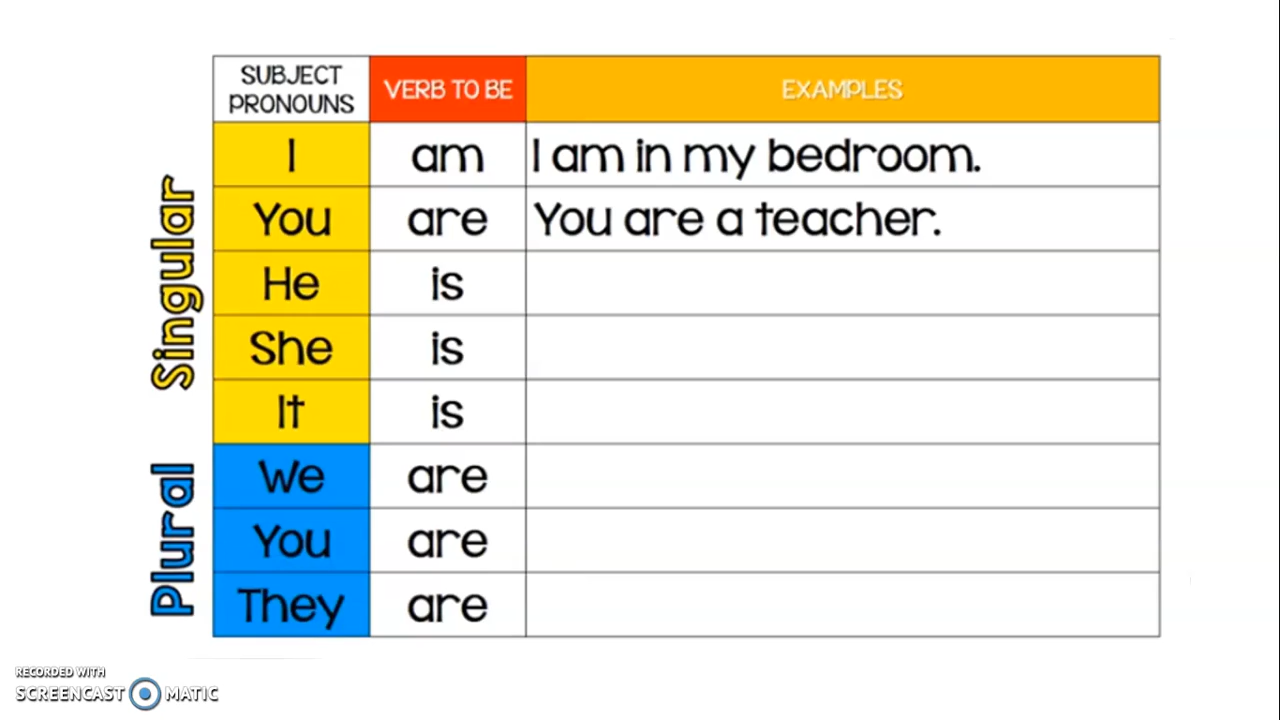 SUBJECT PRONOUNS VERB TO BE EXAMPLES
I am I am in my bedroom.
You are You are a teacher.
He is
She is
It is
We are
You are
They are
Singular
Plural
RECORDED WITH
SCREENCAST MATIC